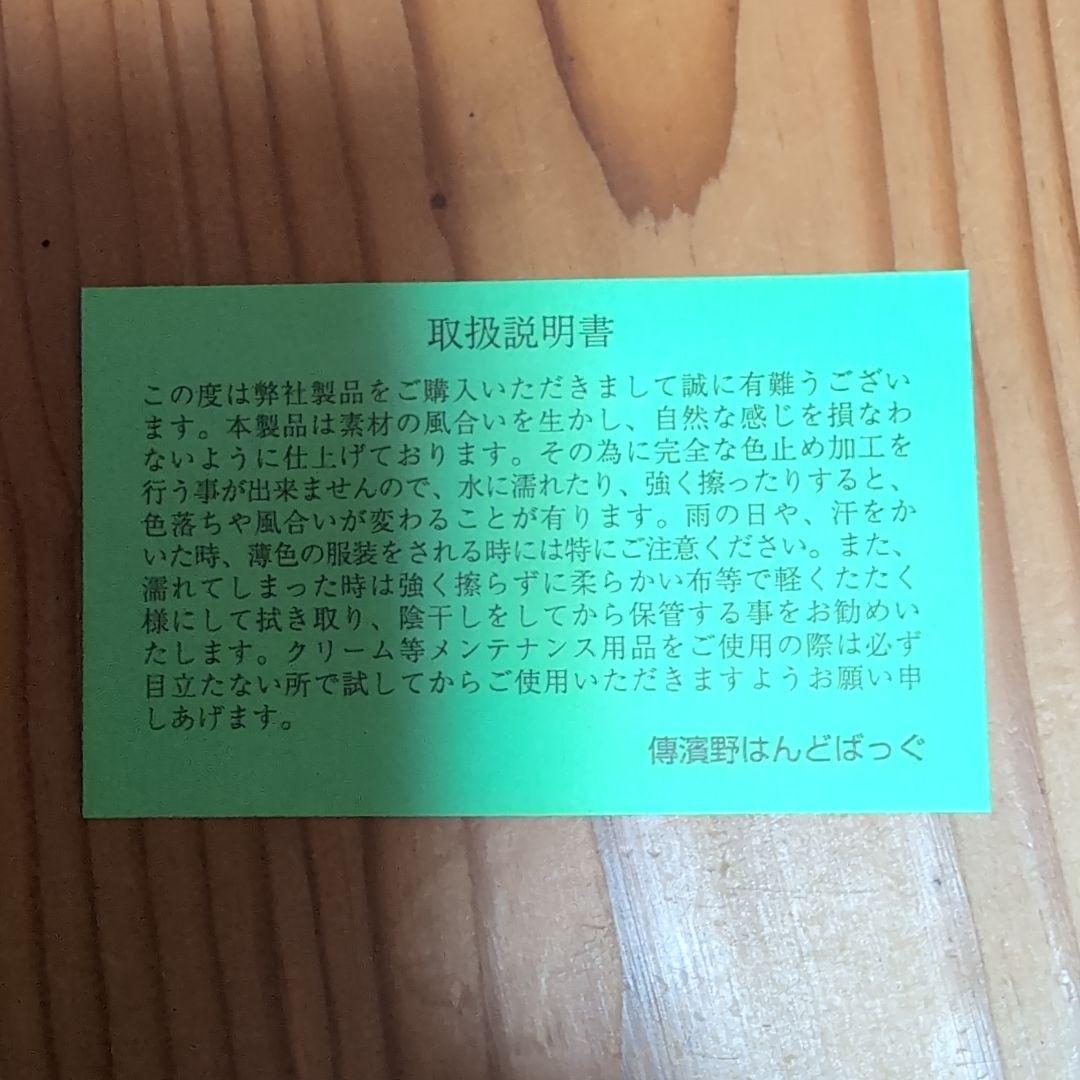 取扱説明書
この度は弊社製品をご購入いただきまして誠に有難うござい
ます。本製品は素材の風合いを生かし、自然な感じを損なわ
ないように仕上げております。その為に完全な色止め加工を
行う事が出来ませんので、水に濡れたり、強く擦ったりすると、
色落ちや風合いが変わることが有ります。雨の日や、汗をか
いた時、薄色の服装をされる時には特にご注意ください。また、
濡れてしまった時は強く擦らずに柔らかい布等で軽くたたく
様にして拭き取り、陰干しをしてから保管する事をお勧めい
たします。クリーム等メンテナンス用品をご使用の際は必ず
目立たない所で試してからご使用いただきますようお願い申
しあげます。
傳濱野はんどばっぐ